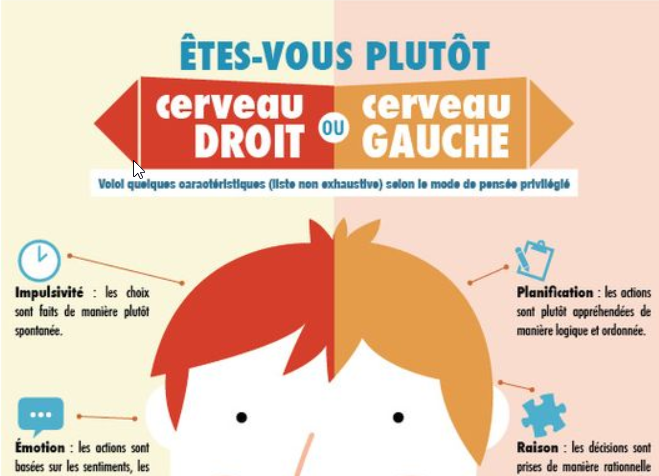 ÊTES-VOUS PLUTÔT
cerveau
DROIT
OU
cerveau
GAUCHE
Voici quelques caractéristiques (liste non exhaustive) selon le mode de pensée privilégié
Impulsivité : les choix
sont faits de manière plutôt
spontanée.
Planification : les actions
sont plutôt appréhendées de
manière logique et ordonnée.
Émotion : les actions sont
basées sur les sentiments, les
Raison : les décisions sont
prises de manière rationnelle